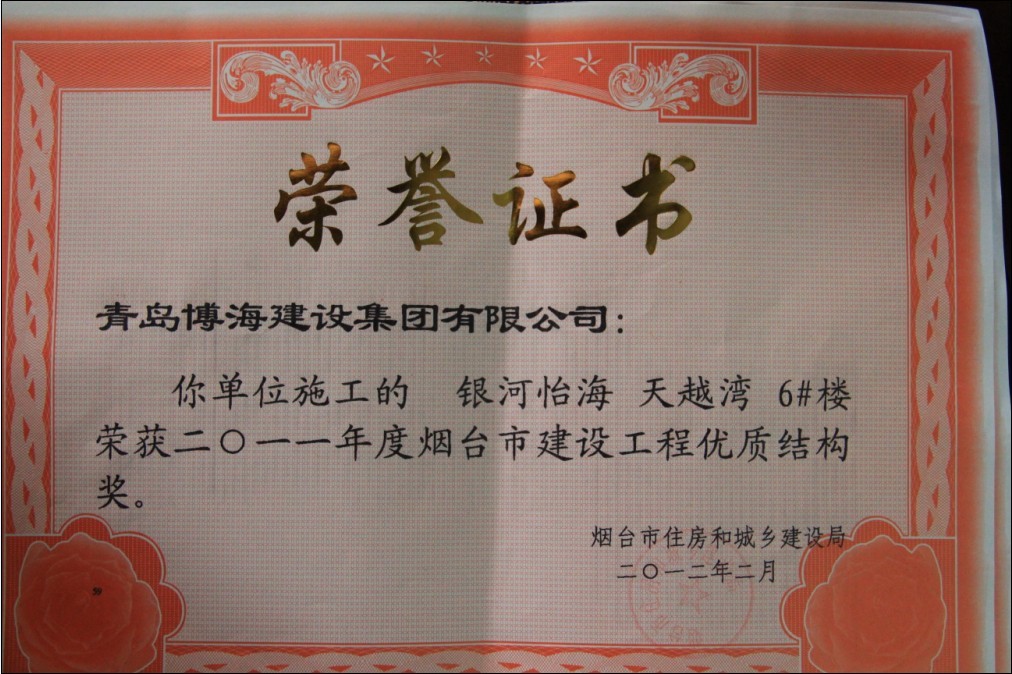 荣誉证书
青岛博海建设集团有限公司：
你单位施工的 银河怡海 天越湾 6#楼
荣获二〇一一年度烟台市建设工程优质结构
奖。
烟台市住房和城乡建设局
二〇一二年二月
59